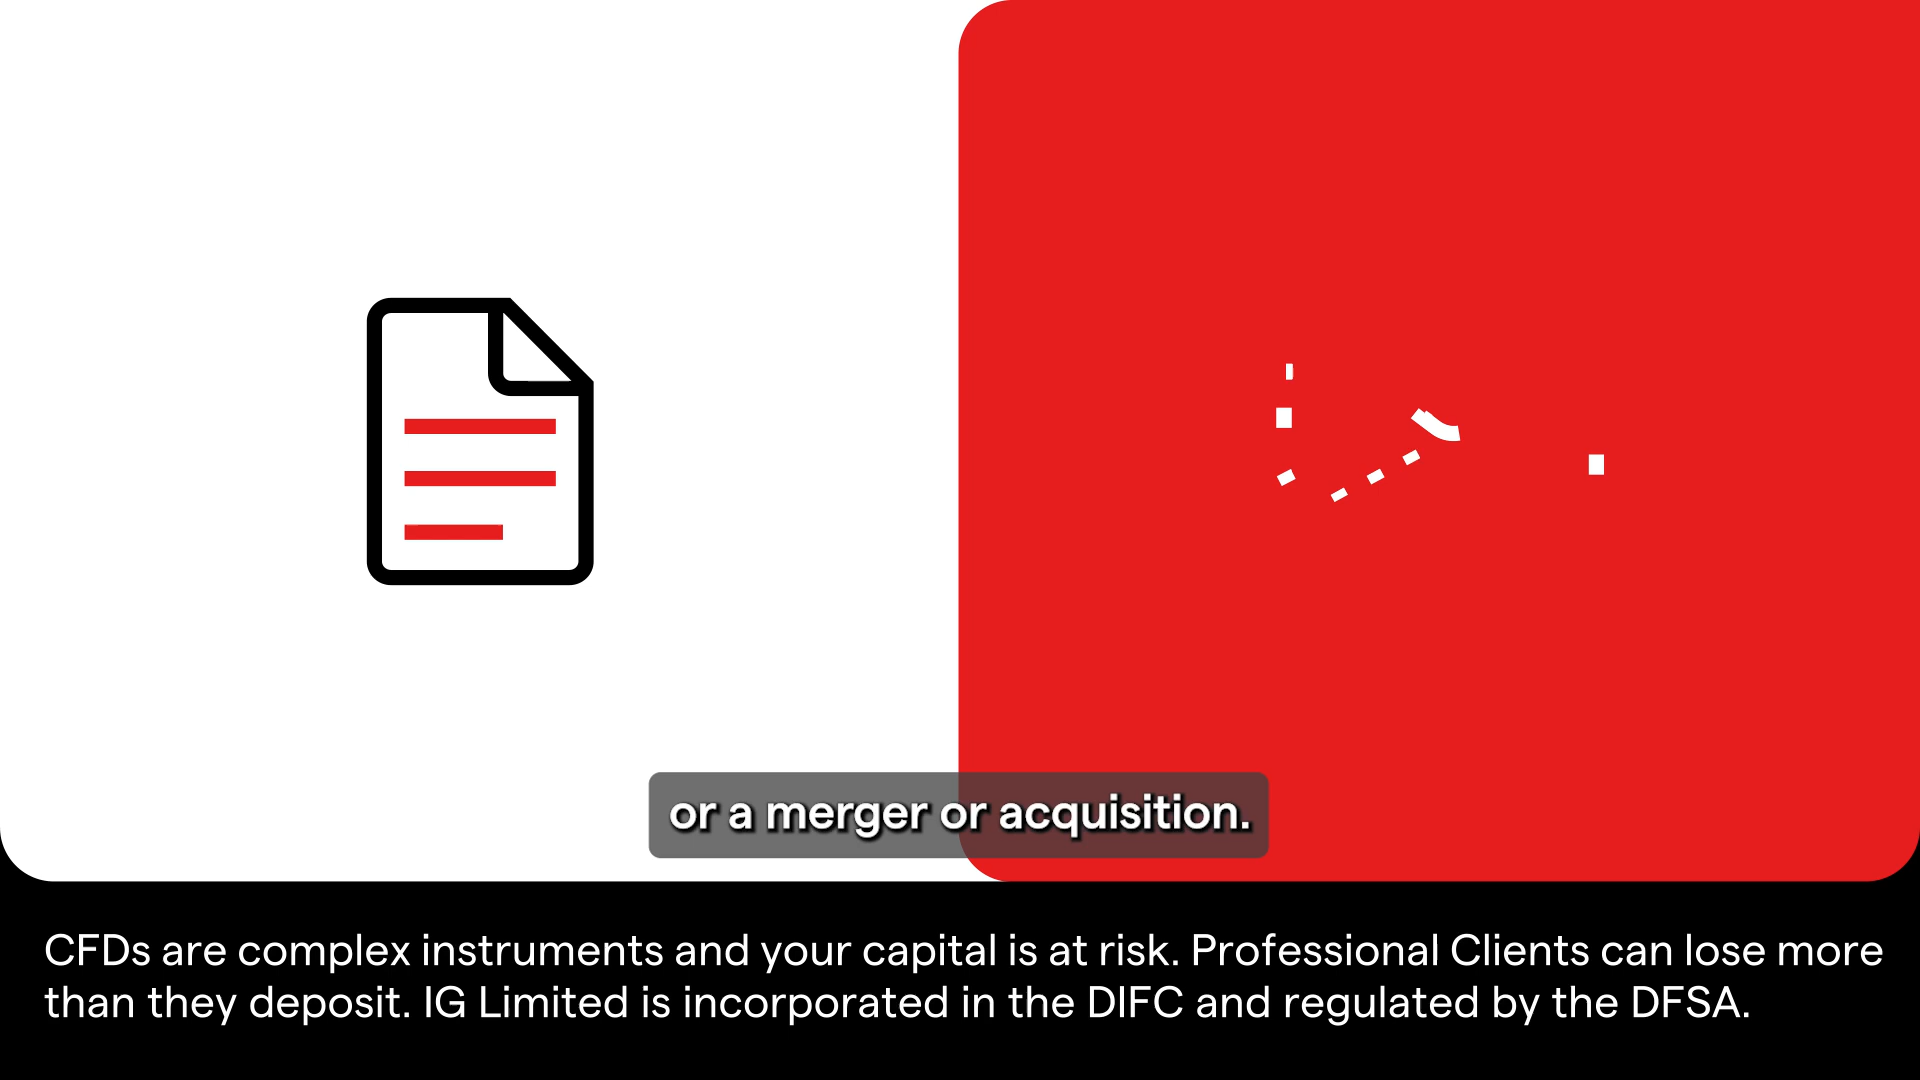 or a merger or acquisition.
CFDs are complex instruments and your capital is at risk. Professional Clients can lose more
than they deposit. IG Limited is incorporated in the DIFC and regulated by the DFSA.